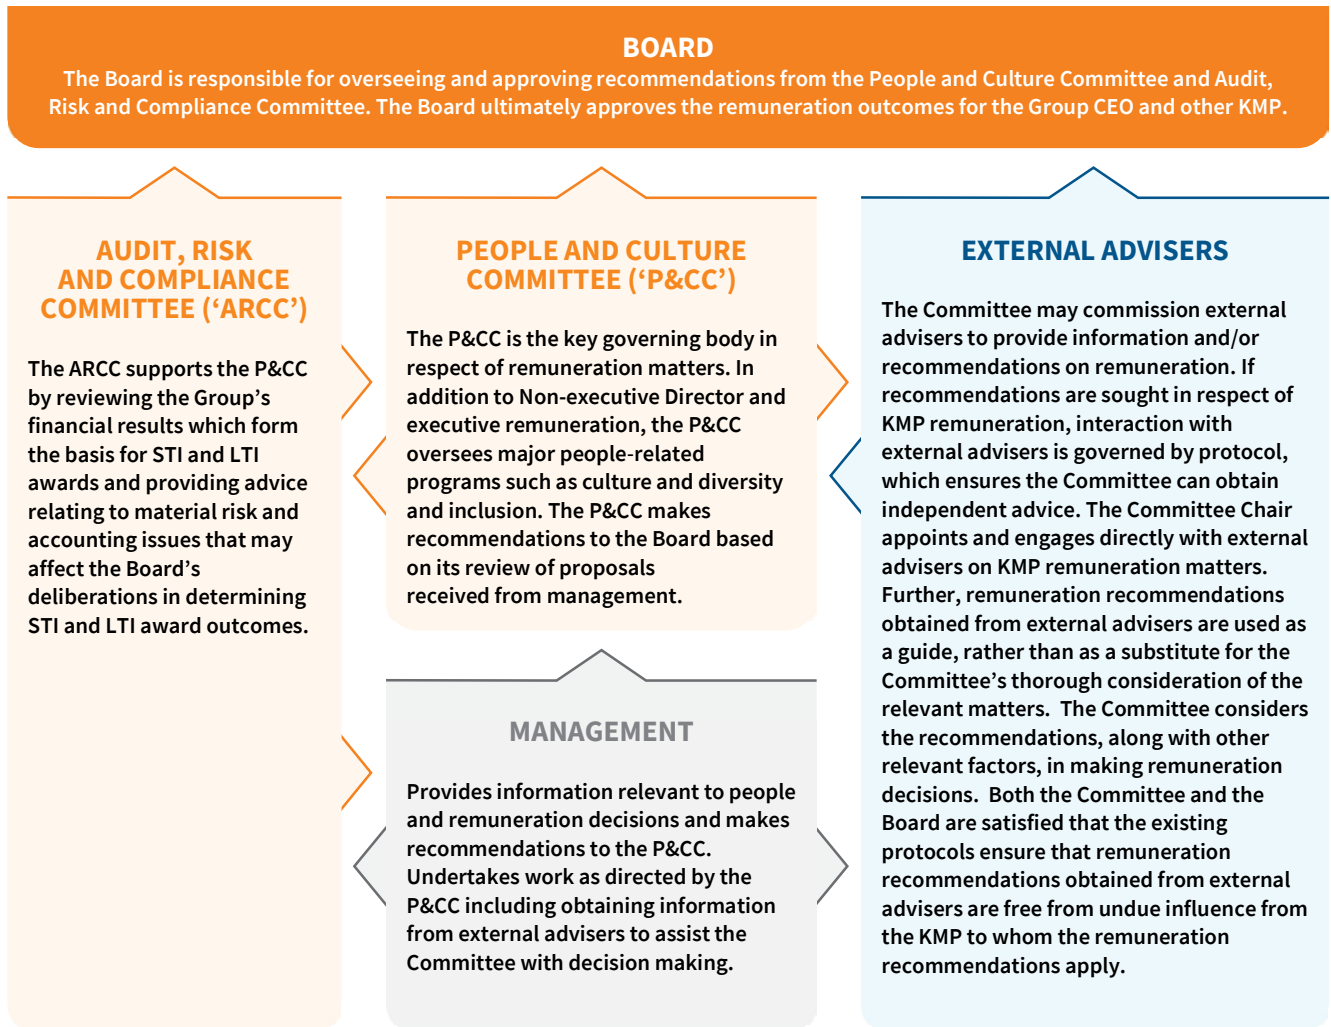 BOARD
The Board is responsible for overseeing and approving recommendations from the People and Culture Committee and Audit,
Risk and Compliance Committee. The Board ultimately approves the remuneration outcomes for the Group CEO and other KMP.
AUDIT, RISK
AND COMPLIANCE
COMMITTEE (‘ARCC’)
The ARCC supports the P&CC
by reviewing the Group’s
financial results which form
the basis for STI and LTI
awards and providing advice
relating to material risk and
accounting issues that may
affect the Board’s
deliberations in determining
STI and LTI award outcomes.
PEOPLE AND CULTURE
COMMITTEE (‘P&CC’)
The P&CC is the key governing body in
respect of remuneration matters. In
addition to Non-executive Director and
executive remuneration, the P&CC
oversees major people-related
programs such as culture and diversity
and inclusion. The P&CC makes
recommendations to the Board based
on its review of proposals
received from management.
MANAGEMENT
Provides information relevant to people
and remuneration decisions and makes
recommendations to the P&CC.
Undertakes work as directed by the
P&CC including obtaining information
from external advisers to assist the
Committee with decision making.
EXTERNAL ADVISERS
The Committee may commission external
advisers to provide information and/or
recommendations on remuneration. If
recommendations are sought in respect of
KMP remuneration, interaction with
external advisers is governed by protocol,
which ensures the Committee can obtain
independent advice. The Committee Chair
appoints and engages directly with external
advisers on KMP remuneration matters.
Further, remuneration recommendations
obtained from external advisers are used as
a guide, rather than as a substitute for the
Committee’s thorough consideration of the
relevant matters.  The Committee considers
the recommendations, along with other
relevant factors, in making remuneration
decisions.  Both the Committee and the
Board are satisfied that the existing
protocols ensure that remuneration
recommendations obtained from external
advisers are free from undue influence from
the KMP to whom the remuneration
recommendations apply.